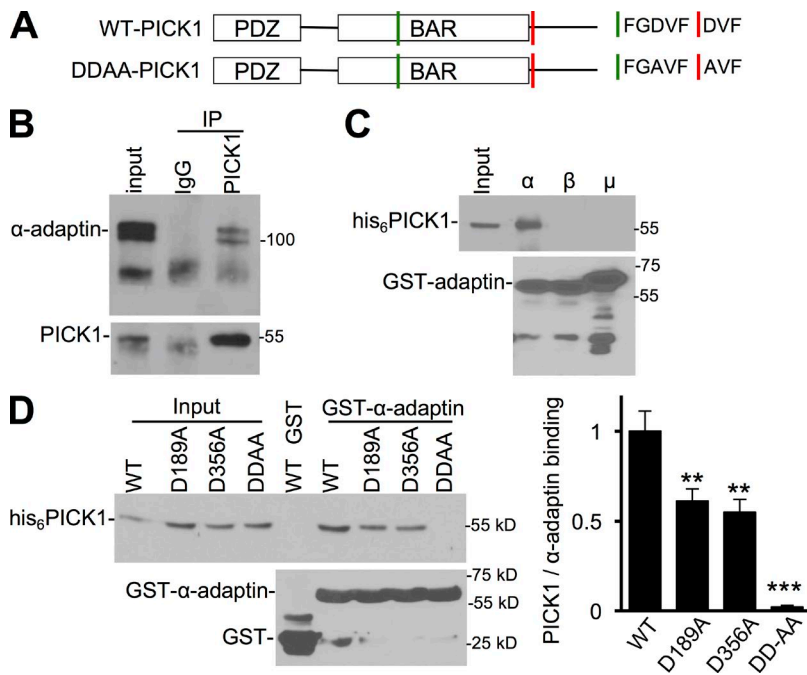 A
WT-PICK1 PDZ BAR FGDVF DVF
DDAA-PICK1 PDZ BAR FGAVF AVF
B
IP
input IgG PICK1
α-adaptin-
-100
PICK1-
-55
C
Input α β μ
his₆PICK1-
-55
GST-adaptin-
-75
-55
D
Input GST GST-α-adaptin
WT D189A D356A DDAA WT WT D189A D356A DDAA
his₆PICK1-
-55 kD
GST-α-adaptin-
-75 kD
-55 kD
GST-
-25 kD
PICK1 / α-adaptin binding
1
0.5
0
** ** ***
WT D189A D356A DD-AA